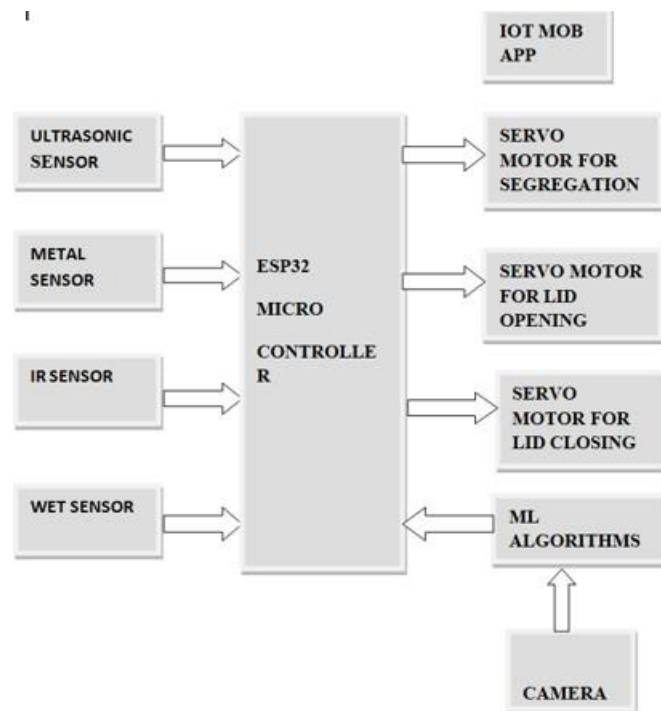 IOT MOB
APP
ULTRASONIC
SENSOR
METAL
SENSOR
IR SENSOR
WET SENSOR
ESP32
MICRO
CONTROLLE
R
SERVO
MOTOR FOR
SEGREGATION
SERVO MOTOR
FOR LID
OPENING
SERVO
MOTOR FOR
LID CLOSING
ML
ALGORITHMS
CAMERA